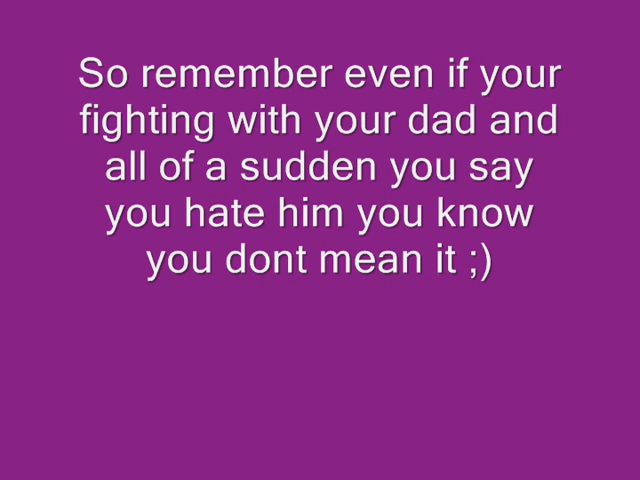 So remember even if your
fighting with your dad and
all of a sudden you say
you hate him you know
you dont mean it ;)